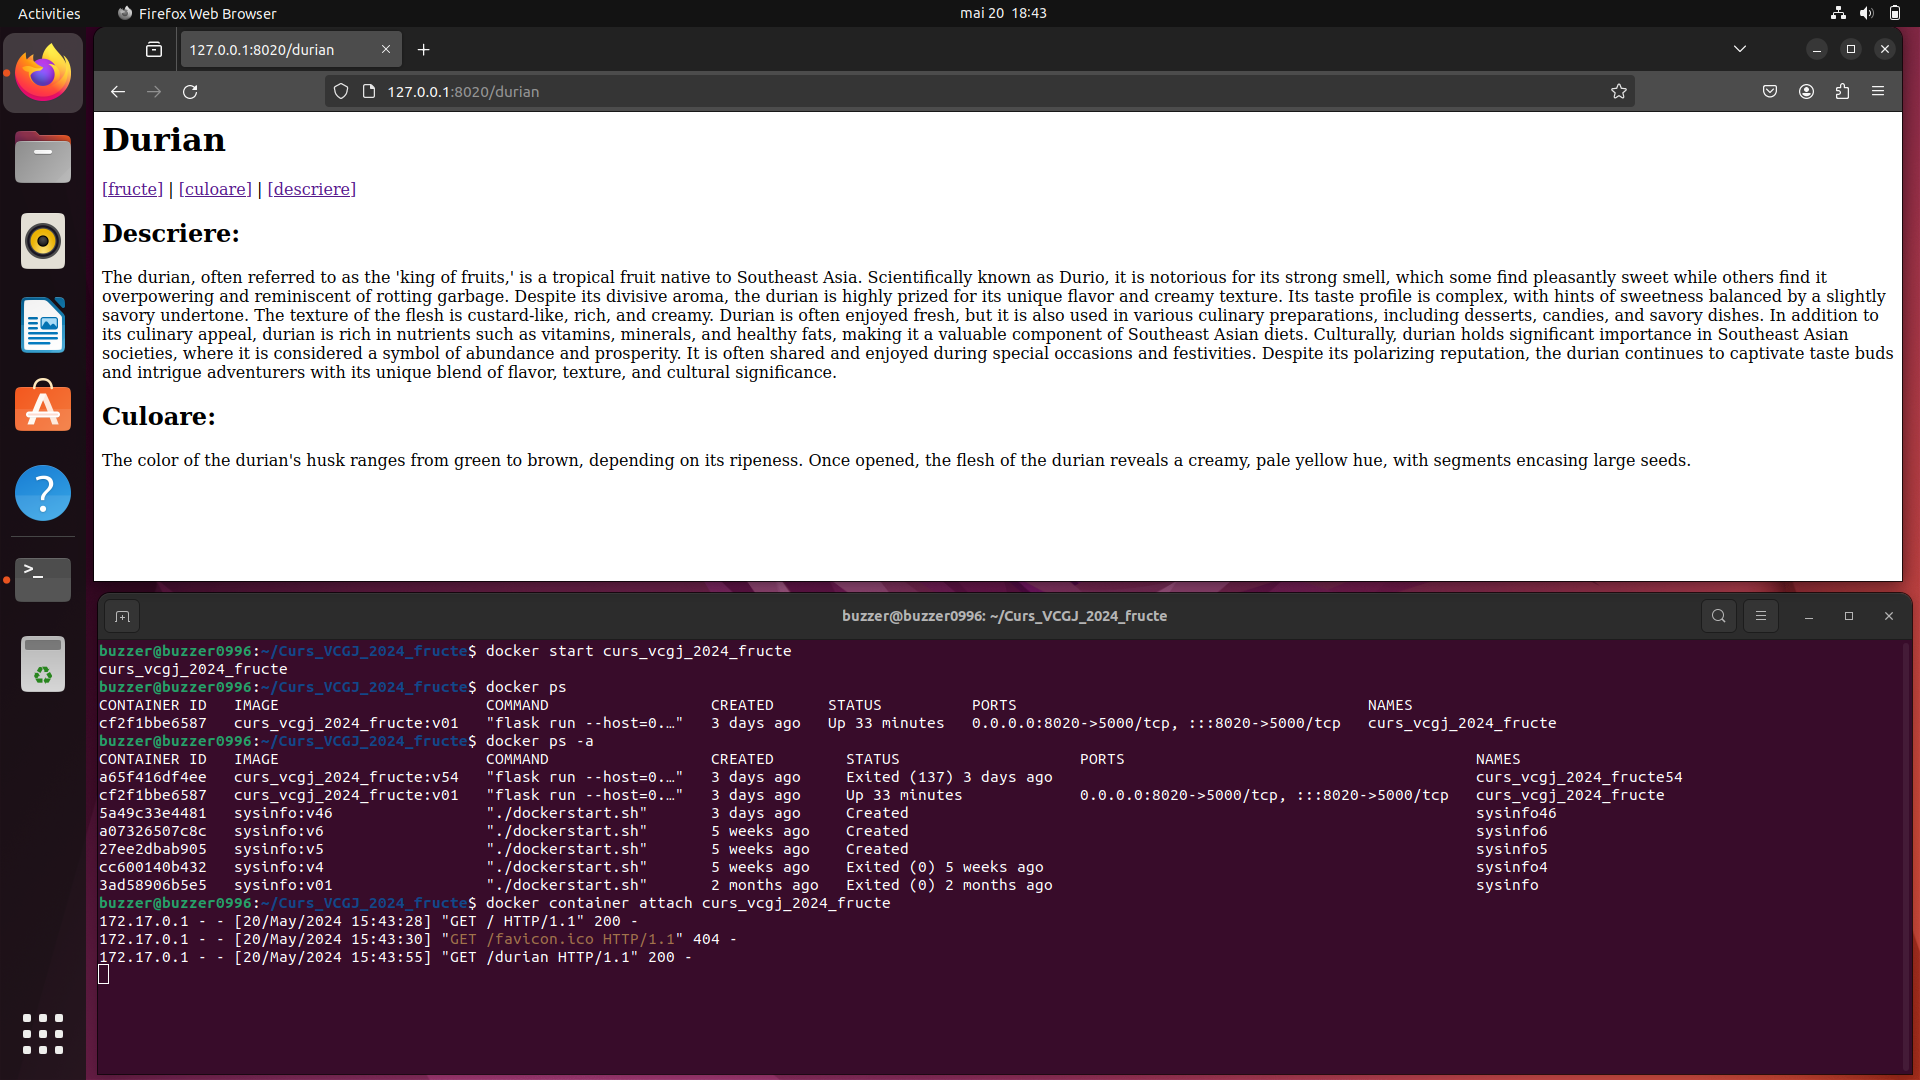 Activities
Firefox Web Browser
mai 20 18:43
127.0.0.1:8020/durian
127.0.0.1:8020/durian
Durian
[fructe] | [culoare] | [descriere]
Descriere:
The durian, often referred to as the 'king of fruits,' is a tropical fruit native to Southeast Asia. Scientifically known as Durio, it is notorious for its strong smell, which some find pleasantly sweet while others find it
overpowering and reminiscent of rotting garbage. Despite its divisive aroma, the durian is highly prized for its unique flavor and creamy texture. Its taste profile is complex, with hints of sweetness balanced by a slightly
savory undertone. The texture of the flesh is custard-like, rich, and creamy. Durian is often enjoyed fresh, but it is also used in various culinary preparations, including desserts, candies, and savory dishes. In addition to
its culinary appeal, durian is rich in nutrients such as vitamins, minerals, and healthy fats, making it a valuable component of Southeast Asian diets. Culturally, durian holds significant importance in Southeast Asian
societies, where it is considered a symbol of abundance and prosperity. It is often shared and enjoyed during special occasions and festivities. Despite its polarizing reputation, the durian continues to captivate taste buds
and intrigue adventurers with its unique blend of flavor, texture, and cultural significance.
Culoare:
The color of the durian's husk ranges from green to brown, depending on its ripeness. Once opened, the flesh of the durian reveals a creamy, pale yellow hue, with segments encasing large seeds.
buzzer@buzzer0996: ~/Curs_VCGJ_2024_fructe
buzzer@buzzer0996:~/Curs_VCGJ_2024_fructe$ docker start curs_vcgj_2024_fructe
curs_vcgj_2024_fructe
buzzer@buzzer0996:~/Curs_VCGJ_2024_fructe$ docker ps
CONTAINER ID   IMAGE                       COMMAND                  CREATED      STATUS          PORTS                                       NAMES
cf2f1bbe6587   curs_vcgj_2024_fructe:v01   "flask run --host=0.…"   3 days ago   Up 33 minutes   0.0.0.0:8020->5000/tcp, :::8020->5000/tcp   curs_vcgj_2024_fructe
buzzer@buzzer0996:~/Curs_VCGJ_2024_fructe$ docker ps -a
CONTAINER ID   IMAGE                       COMMAND                  CREATED        STATUS                    PORTS                                       NAMES
a65f416df4ee   curs_vcgj_2024_fructe:v54   "flask run --host=0.…"   3 days ago     Exited (137) 3 days ago                                               curs_vcgj_2024_fructe54
cf2f1bbe6587   curs_vcgj_2024_fructe:v01   "flask run --host=0.…"   3 days ago     Up 33 minutes             0.0.0.0:8020->5000/tcp, :::8020->5000/tcp   curs_vcgj_2024_fructe
5a49c33e4481   sysinfo:v46                 "./dockerstart.sh"       3 days ago     Created                                                               sysinfo46
a07326507c8c   sysinfo:v6                  "./dockerstart.sh"       5 weeks ago    Created                                                               sysinfo6
27ee2dbab905   sysinfo:v5                  "./dockerstart.sh"       5 weeks ago    Created                                                               sysinfo5
cc600140b432   sysinfo:v4                  "./dockerstart.sh"       5 weeks ago    Exited (0) 5 weeks ago                                                sysinfo4
3ad58906b5e5   sysinfo:v01                 "./dockerstart.sh"       2 months ago   Exited (0) 2 months ago                                               sysinfo
buzzer@buzzer0996:~/Curs_VCGJ_2024_fructe$ docker container attach curs_vcgj_2024_fructe
172.17.0.1 - - [20/May/2024 15:43:28] "GET / HTTP/1.1" 200 -
172.17.0.1 - - [20/May/2024 15:43:30] "GET /favicon.ico HTTP/1.1" 404 -
172.17.0.1 - - [20/May/2024 15:43:55] "GET /durian HTTP/1.1" 200 -